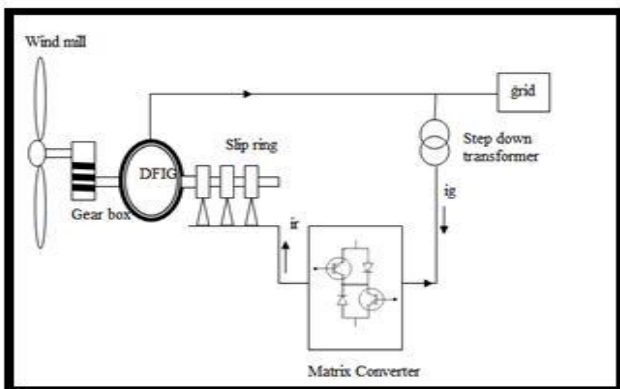 Wind mill
grid
Slip ring
Step down
transformer
DFIG
ig
Gear box
ir
Matrix Converter